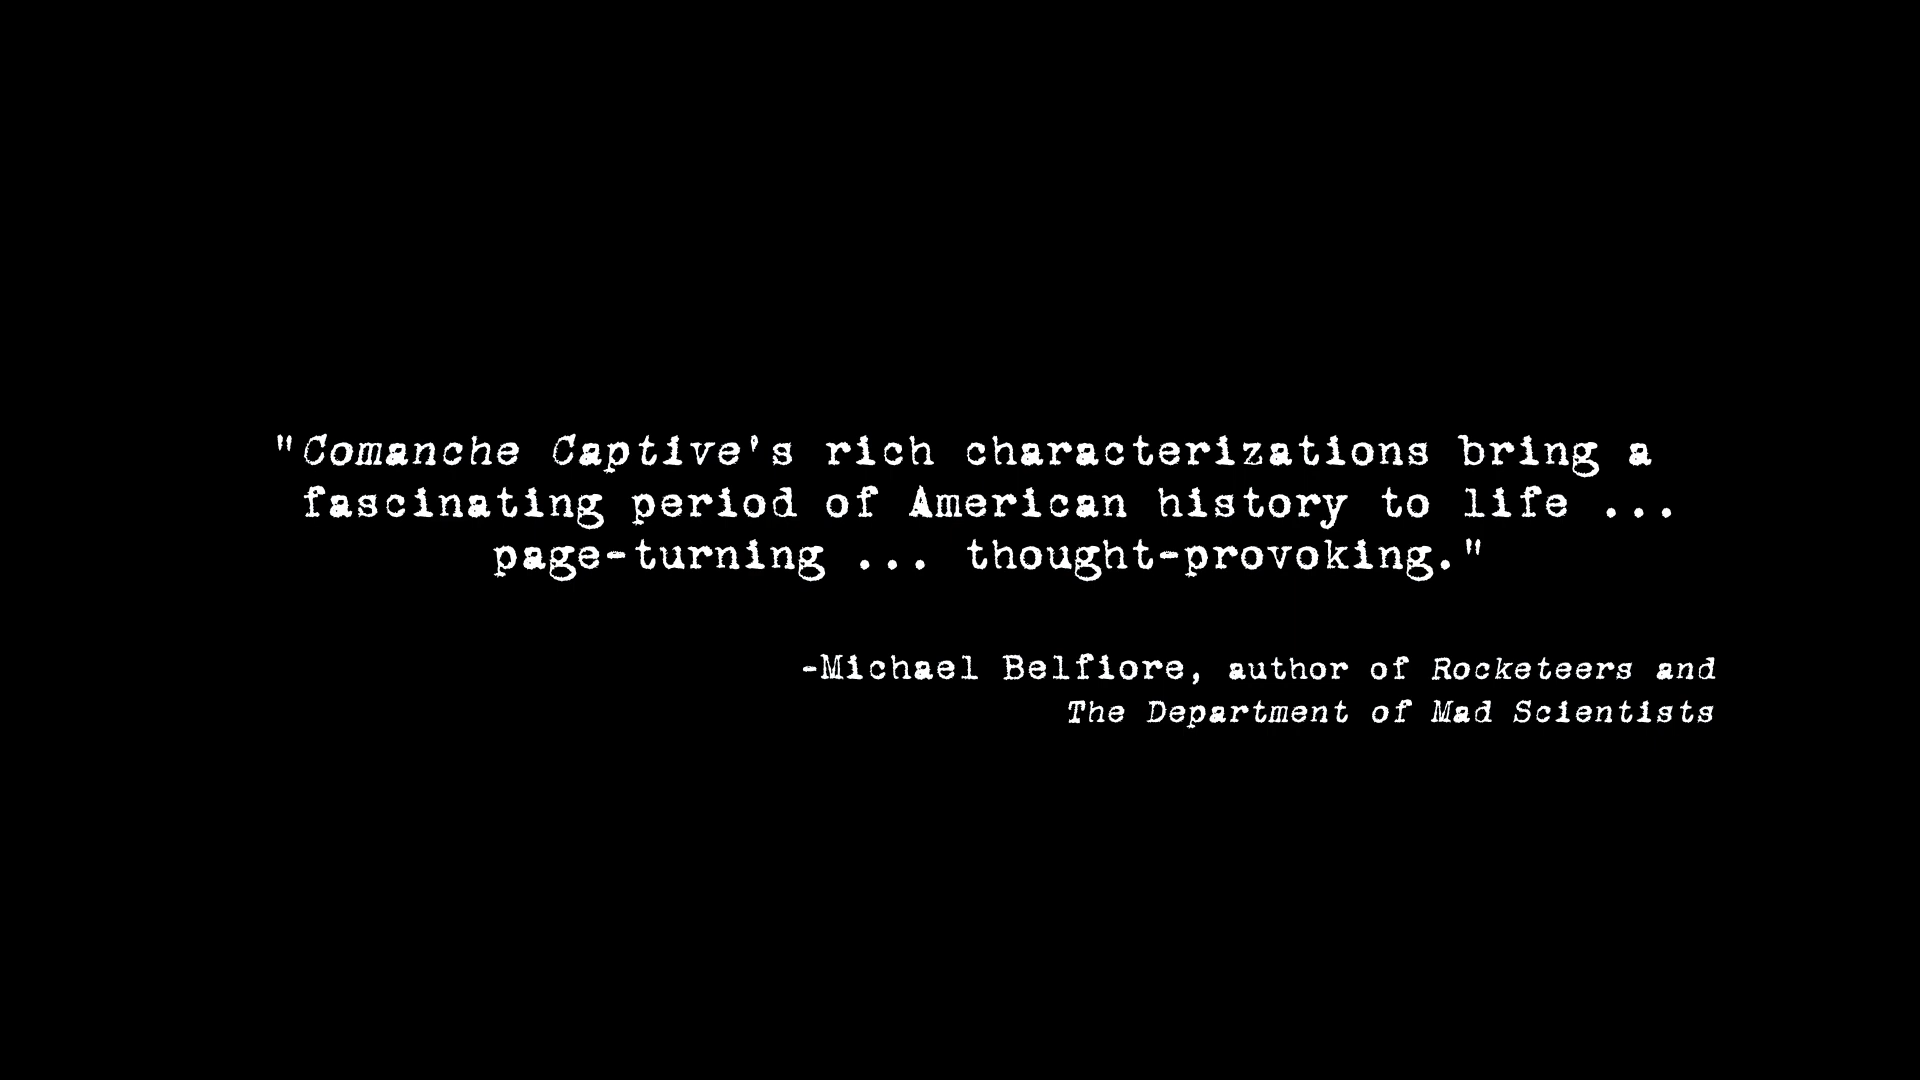 "Comanche Captive's rich characterizations bring a
fascinating period of American history to life ...
page-turning ... thought-provoking."
-Michael Belfiore, author of Rocketeers and
The Department of Mad Scientists